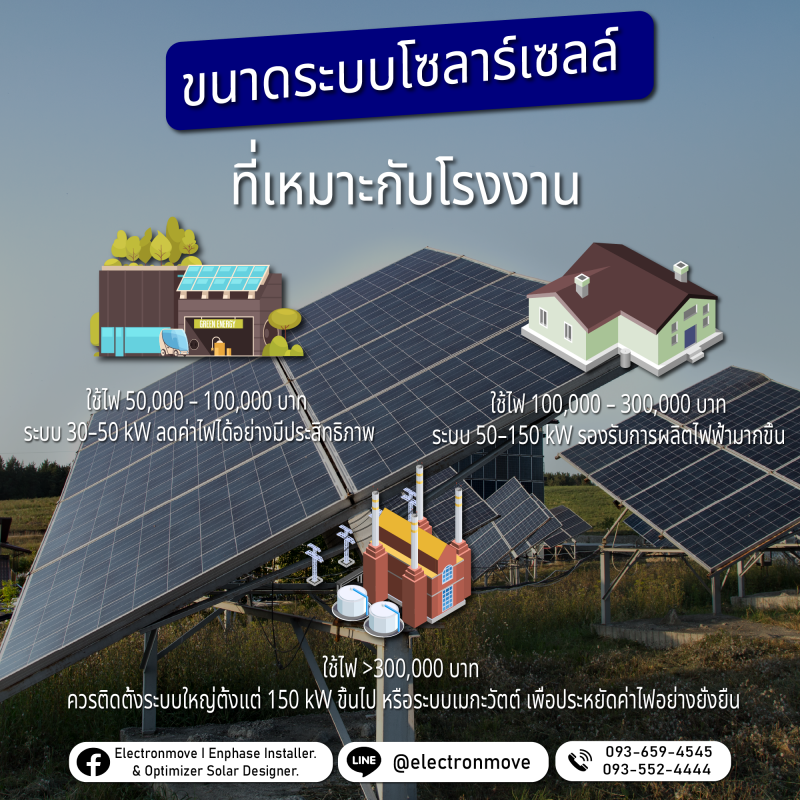 ขนาดระบบโซลาร์เซลล์
ที่เหมาะกับโรงงาน
GREEN ENERGY
ใช้ไฟ 50,000 – 100,000 บาท
ระบบ 30–50 kW ลดค่าไฟได้อย่างมีประสิทธิภาพ
ใช้ไฟ 100,000 – 300,000 บาท
ระบบ 50–150 kW รองรับการผลิตไฟฟ้ามากขึ้น
ใช้ไฟ >300,000 บาท
ควรติดตั้งระบบใหญ่ตั้งแต่ 150 kW ขึ้นไป หรือระบบเมกะวัตต์ เพื่อประหยัดค่าไฟอย่างยั่งยืน
Electronmove I Enphase Installer.
& Optimizer Solar Designer.
LINE
@electronmove
093-659-4545
093-552-4444